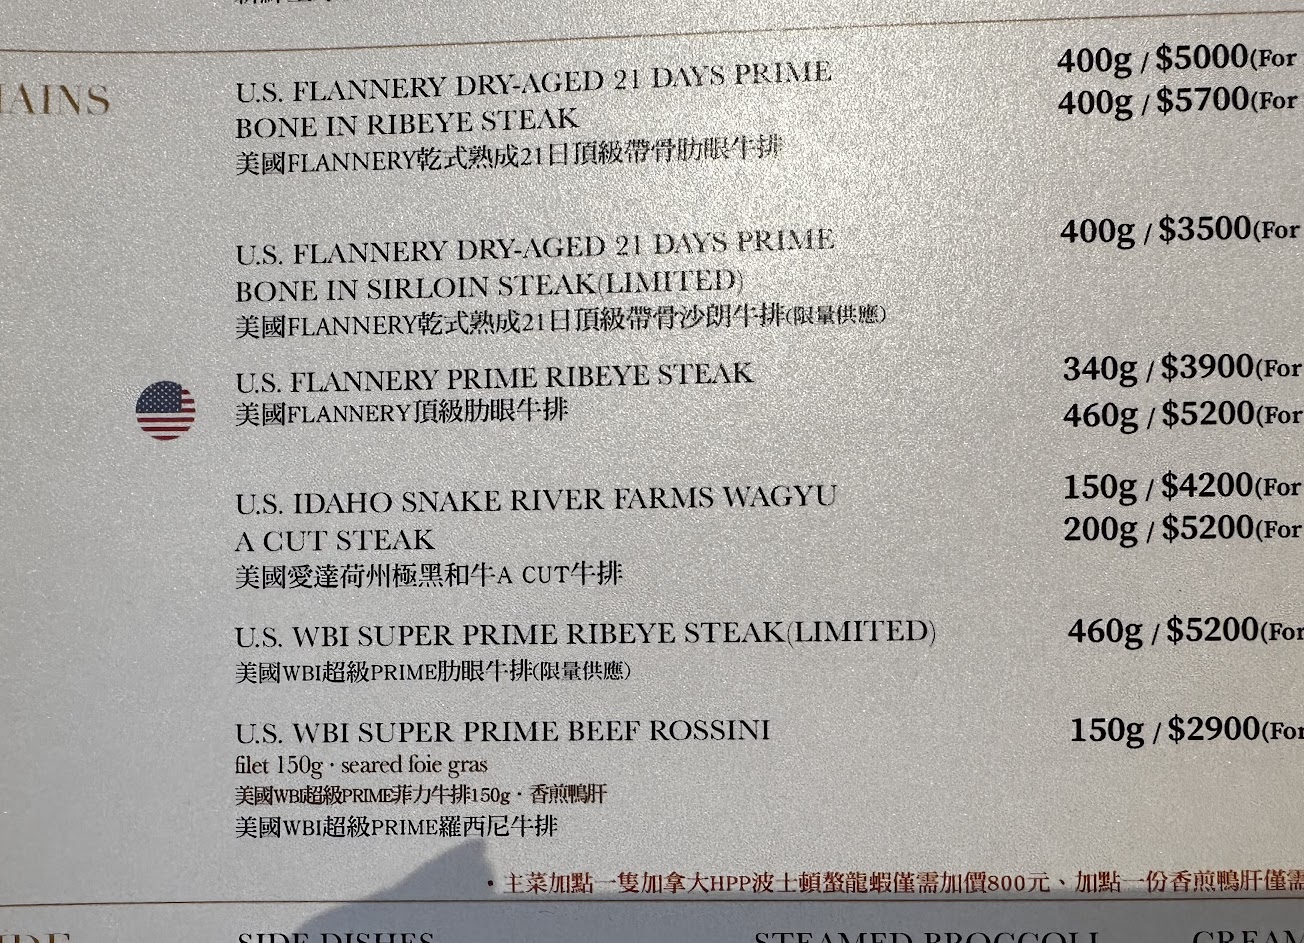 U.S. FLANNERY DRY-AGED 21 DAYS PRIME
BONE IN RIBEYE STEAK
美國FLANNERY乾式熟成21日頂級帶骨肋眼牛排
400g / $5000(For
400g / $5700(For
U.S. FLANNERY DRY-AGED 21 DAYS PRIME
BONE IN SIRLOIN STEAK(LIMITED)
美國FLANNERY乾式熟成21日頂級帶骨沙朗牛排(限量供應)
400g / $3500(For
U.S. FLANNERY PRIME RIBEYE STEAK
美國FLANNERY頂級肋眼牛排
340g / $3900(For
460g / $5200(For
U.S. IDAHO SNAKE RIVER FARMS WAGYU
A CUT STEAK
美國愛達荷州極黑和牛A CUT牛排
150g / $4200(For
200g / $5200(For
U.S. WBI SUPER PRIME RIBEYE STEAK(LIMITED)
美國WBI超級PRIME肋眼牛排(限量供應)
460g / $5200(For
U.S. WBI SUPER PRIME BEEF ROSSINI
filet 150g · seared foie gras
美國WBI超級PRIME菲力牛排150g · 香煎鴨肝
美國WBI超級PRIME羅西尼牛排
150g / $2900(For
• 主菜加點一隻加拿大HPP波士頓螯龍蝦僅需加價800元、加點一份香煎鴨肝僅需
SIDE DISHES
STEAMED BROCCOLI